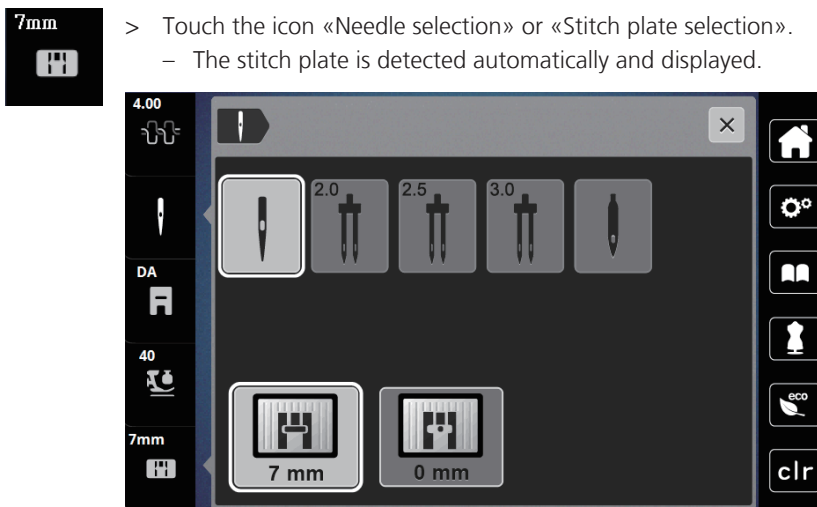 7mm
> Touch the icon «Needle selection» or «Stitch plate selection».
– The stitch plate is detected automatically and displayed.
4.00
2.0 2.5 3.0
DA
40
eco
7mm
7 mm 0 mm
clr